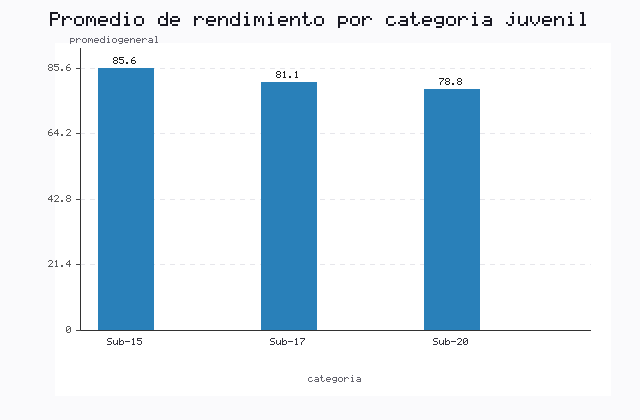 Promedio de rendimiento por categoria juvenil
promediogeneral
85.6
85.6
81.1
78.8
64.2
42.8
21.4
0
Sub-15
Sub-17
Sub-20
categoria